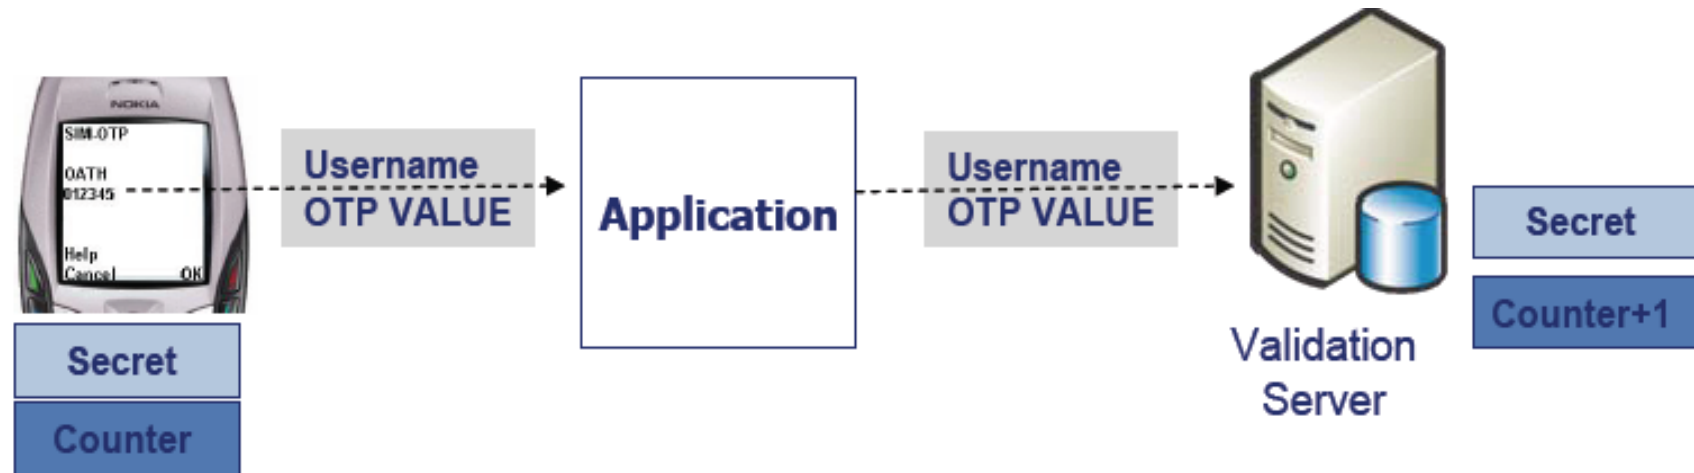 NOKIA
SIM-OTP
OATH
012345
Help
Cancel OK
Secret
Counter
Username
OTP VALUE
Application
Username
OTP VALUE
Validation
Server
Secret
Counter+1